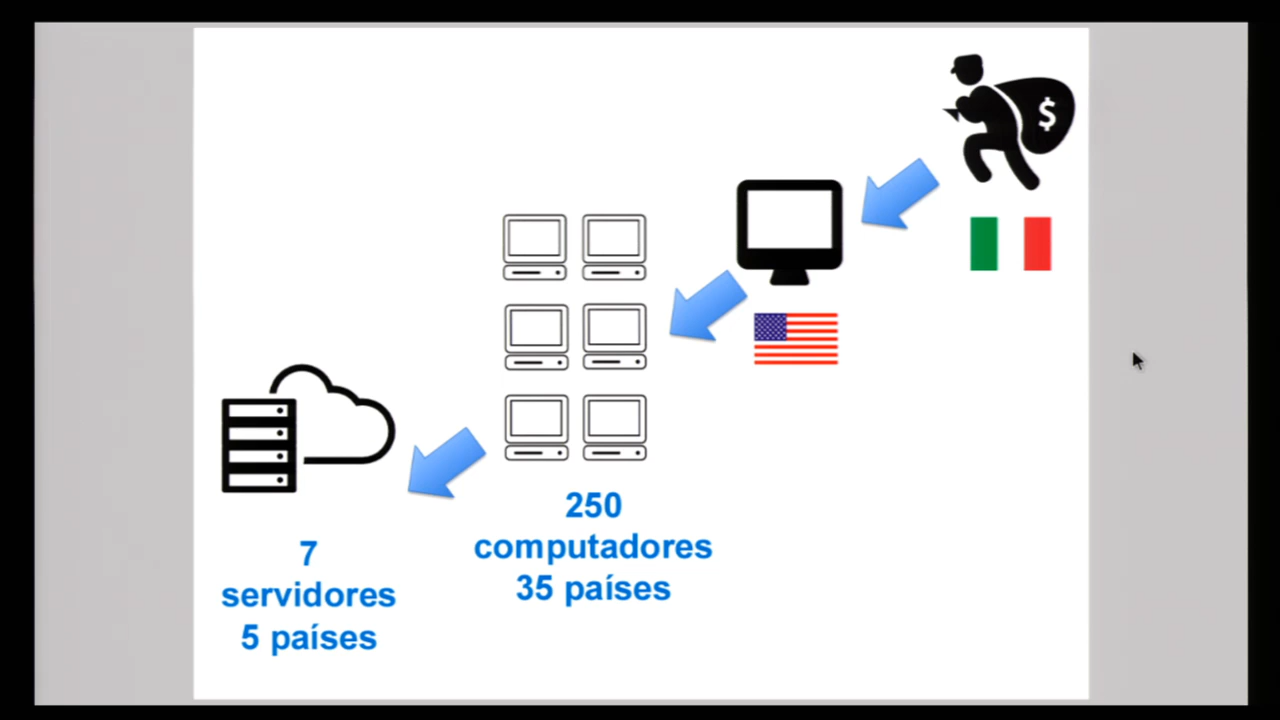 $
250
computadores
35 países
7
servidores
5 países